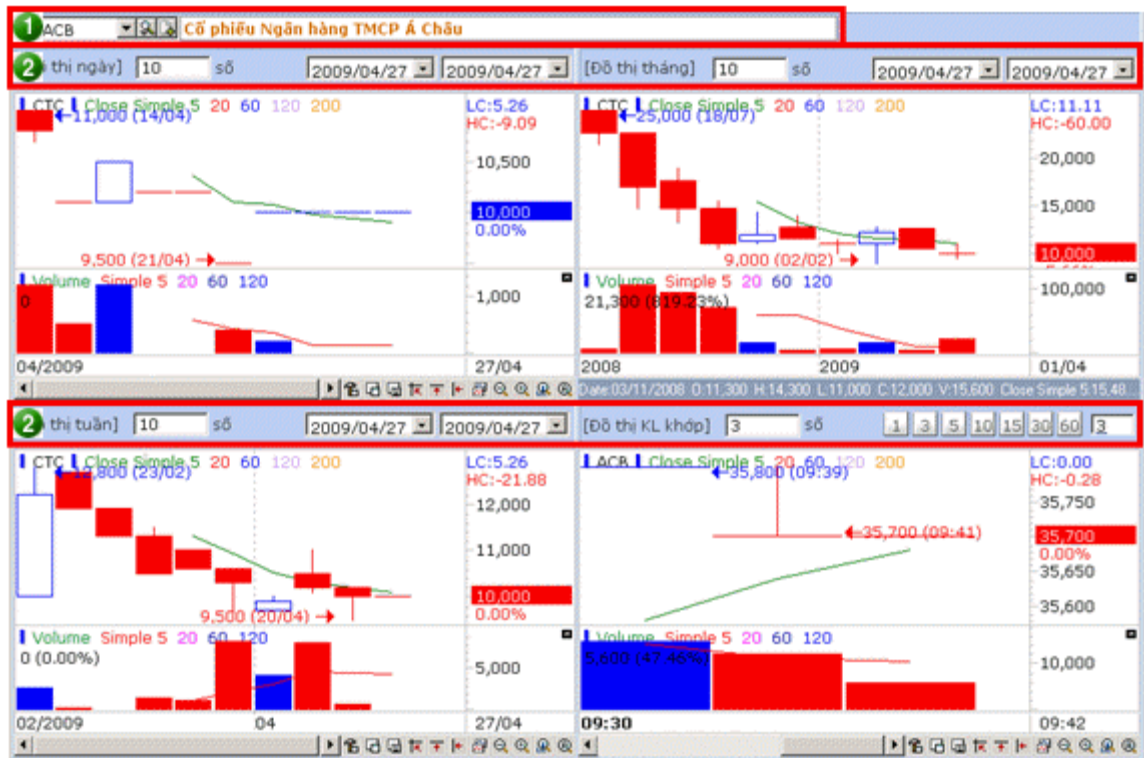 1 ACB Cổ phiếu Ngân hàng TMCP Á Châu
2 thị ngày] 10 số 2009/04/27 2009/04/27 [Đồ thị tháng] 10 số 2009/04/27 2009/04/27
CTC Close Simple 5 20 60 120 200 LC:5.26
11,000 (14/04) HC:-9.09
10,500
10,000
0.00%
9,500 (21/04)
Volume Simple 5 20 60 120
0
1,000
04/2009 27/04
CTC Close Simple 5 20 60 120 200 LC:11.11
25,000 (18/07) HC:-60.00
20,000
15,000
10,000
9,000 (02/02)
Volume Simple 5 20 60 120
21,300 (819.23%)
100,000
2008 2009 01/04
Date:03/11/2008 O:11,300 H:14,300 L:11,000 C:12,000 V:15,600 Close Simple 5:15.48
2 thị tuần] 10 số 2009/04/27 2009/04/27 [Đồ thị KL khớp] 3 số 1 3 5 10 15 30 60 3
CTC Close Simple 5 20 60 120 200 LC:5.26
12,800 (23/02) HC:-21.88
12,000
11,000
10,000
0.00%
9,500 (20/04)
Volume Simple 5 20 60 120
0 (0.00%)
5,000
02/2009 04 27/04
ACB Close Simple 5 20 60 120 200 LC:0.00
35,800 (09:39) HC:-0.28
35,750
35,700 (09:41)
35,700
0.00%
35,650
35,600
Volume Simple 5 20 60 120
5,600 (47.46%)
10,000
09:30 09:42